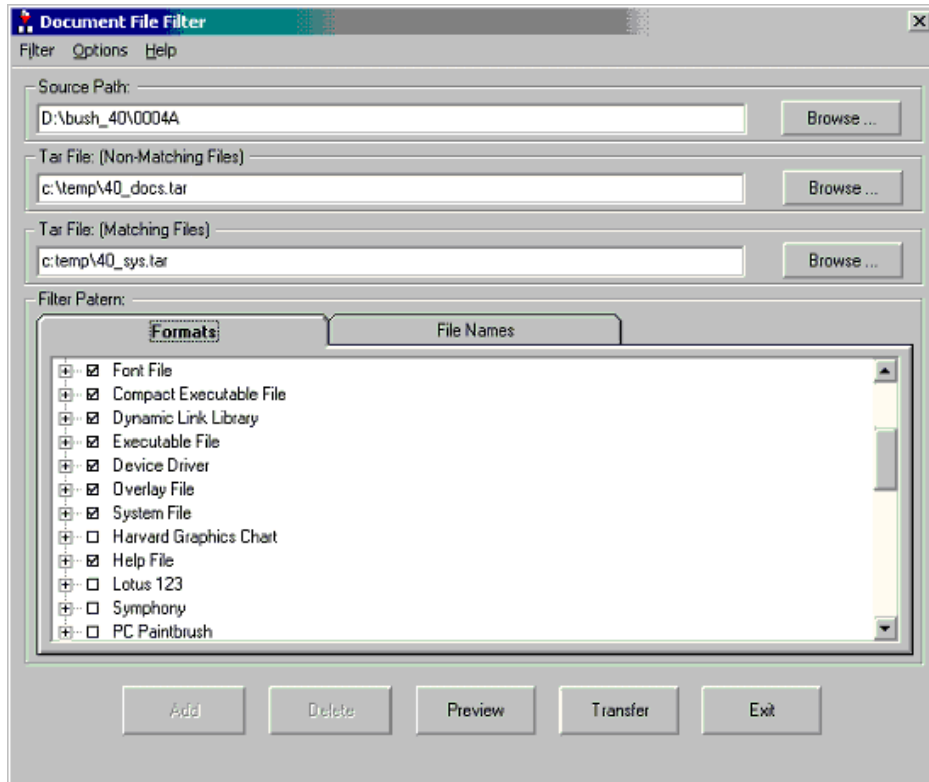 Document File Filter
Filter Options Help
Source Path:
D:\bush_40\0004A
Browse ...
Tar File: (Non-Matching Files)
c:\temp\40_docs.tar
Browse ...
Tar File: (Matching Files)
c:temp\40_sys.tar
Browse ...
Filter Patern:
Formats File Names
Font File
Compact Executable File
Dynamic Link Library
Executable File
Device Driver
Overlay File
System File
Harvard Graphics Chart
Help File
Lotus 123
Symphony
PC Paintbrush
Add Delete Preview Transfer Exit